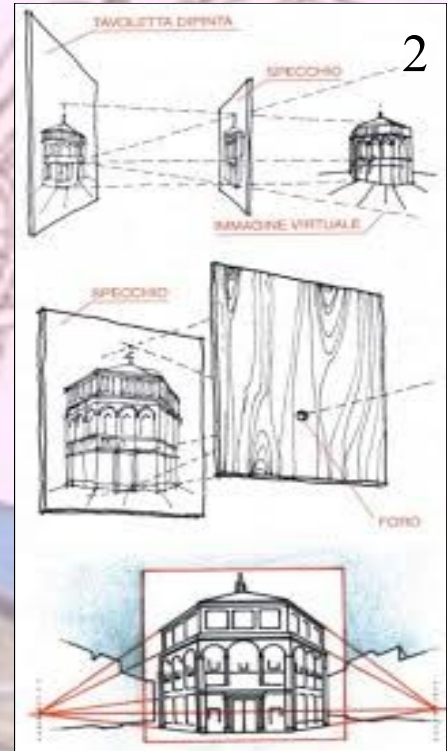 TAVOLETTA DIPINTA
2
SPECCHIO
IMMAGINE VIRTUALE
SPECCHIO
FORO